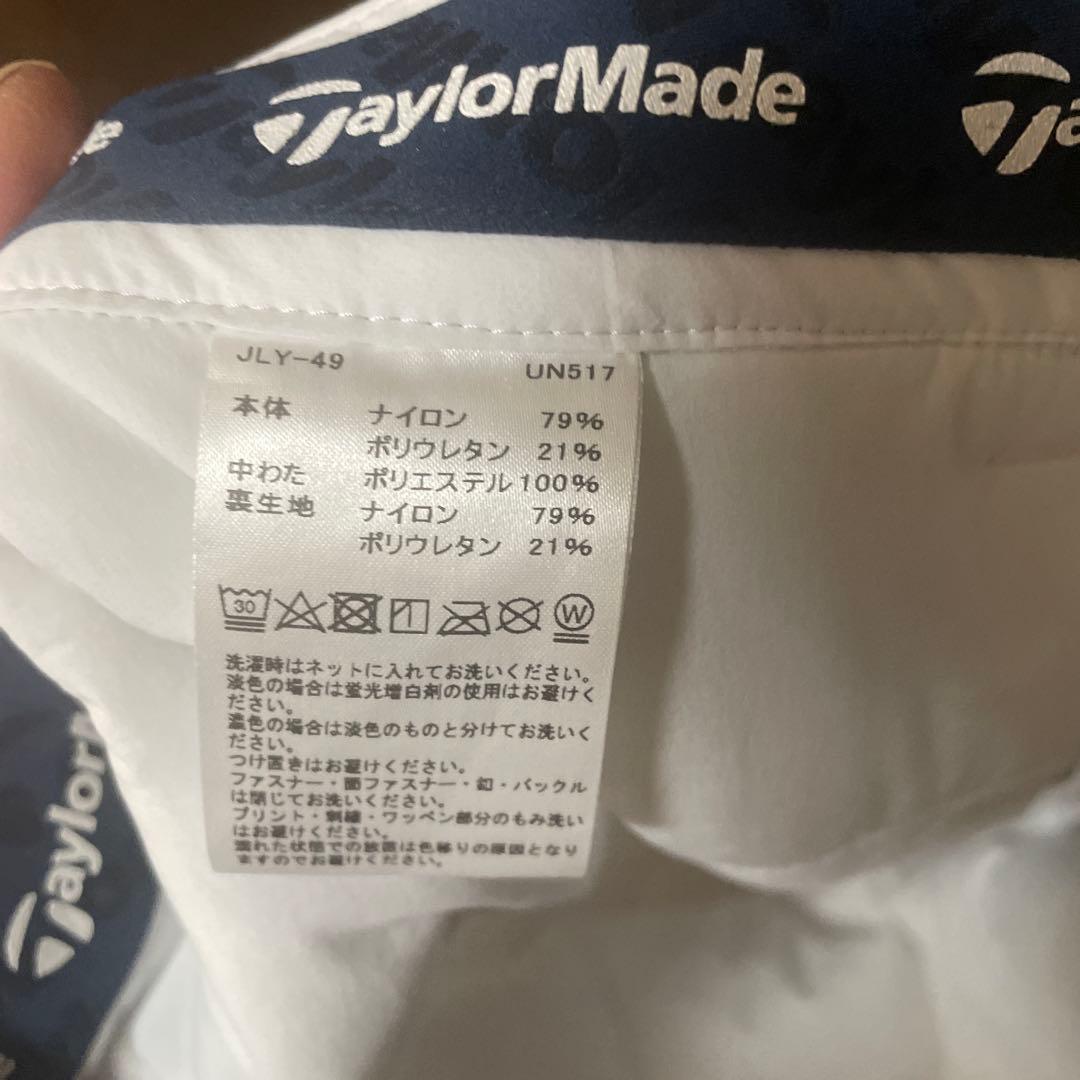 TaylorMade
JLY-49
UN517
本体 ナイロン 79%
ポリウレタン 21%
中わた ポリエステル 100%
裏生地 ナイロン 79%
ポリウレタン 21%
30
W
洗濯時はネットに入れてお洗いください。
淡色の場合は蛍光増白剤の使用はお避けく
ださい。
濃色の場合は淡色のものと分けてお洗いく
ださい。
つけ置きはお避けください。
ファスナー・面ファスナー・釦・バックル
は閉じてお洗いください。
プリント・刺繍・ワッペン部分のもみ洗い
はお避けください。
濡れた状態での放置は色移りの原因となり
ますのでお避けください。
Taylor